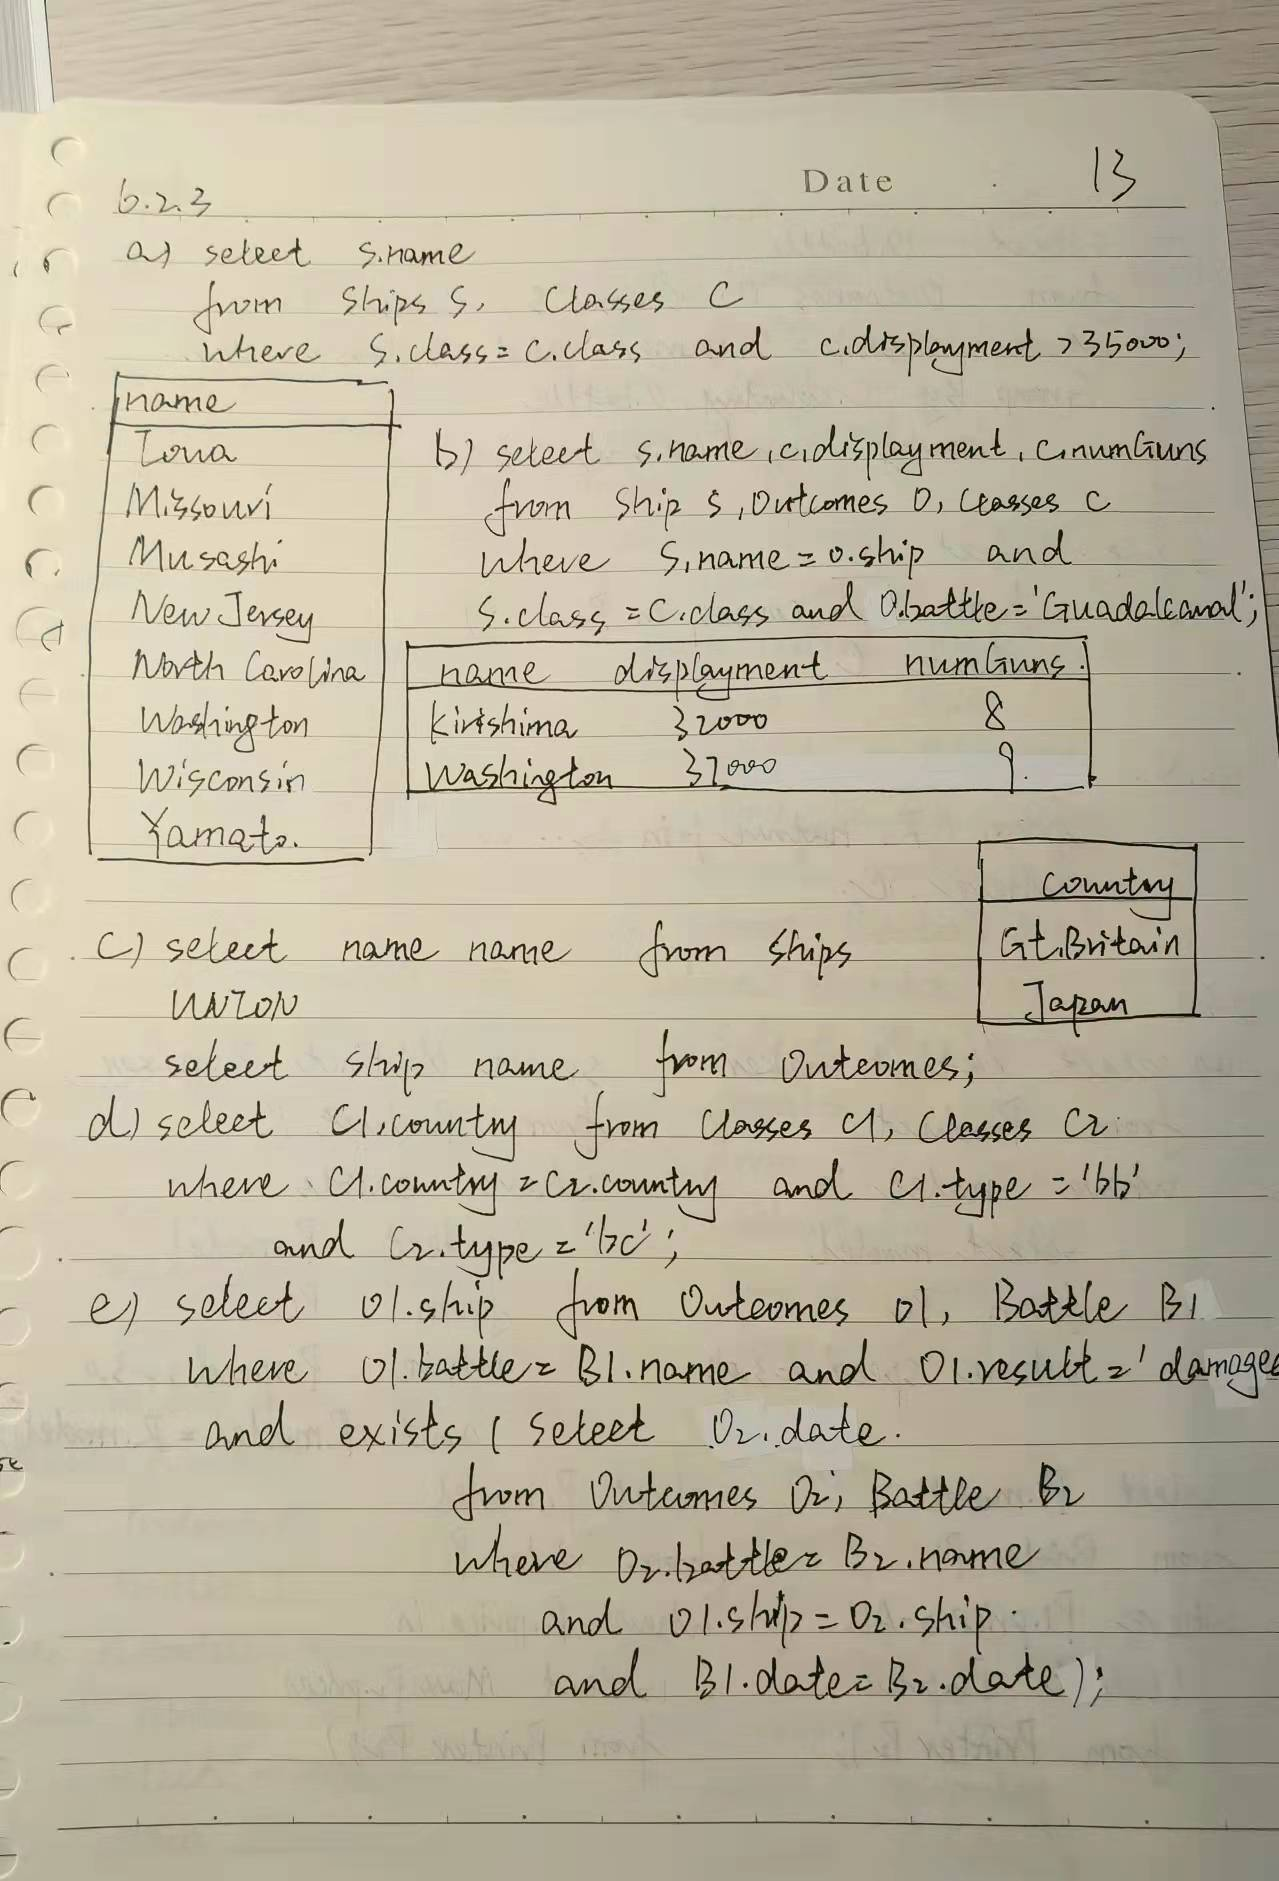 Date 13
6.2.3
a) select s.name
from ships s, Classes C
where s.class = c.class and c.displayment > 35000;
name
Iowa
Missouri
Musashi
New Jersey
North Carolina
Washington
Wisconsin
Yamato.
b) select s.name, c.displayment, c.numGuns
from Ship s, Outcomes O, Classes C
where S.name = o.ship and
s.class = C.class and O.battle = 'Guadalcanal';
name displayment numGuns.
kirishima 32000 8
Washington 37000 9.
country
Gt.Britain
Japan
c) select name name from ships
UNION
select ship name from Outcomes;
d) select C1.country from Classes C1, Classes C2
where C1.country = C2.country and C1.type = 'bb'
and C2.type = 'bc';
e) select O1.ship from Outcomes O1, Battle B1
where O1.battle = B1.name and O1.result = 'damaged
and exists ( select O2.date.
from Outcomes O2, Battle B2
where O2.battle = B2.name
and O1.ship = O2.ship.
and B1.date = B2.date);